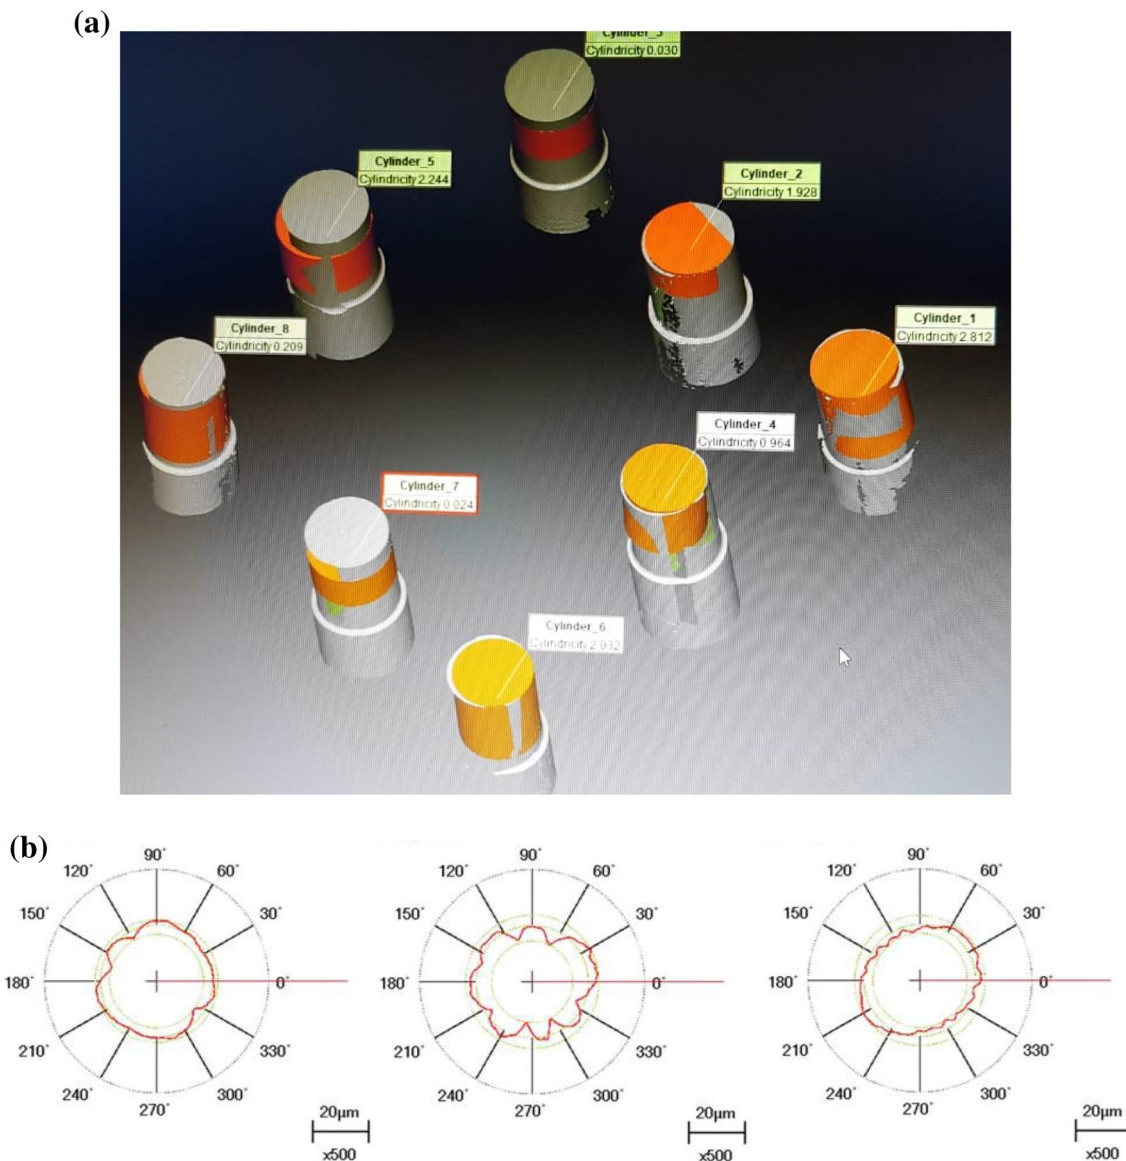 (a)
Cylinder_3
Cylindricity 0.030
Cylinder_5
Cylindricity 2.244
Cylinder_2
Cylindricity 1.928
Cylinder_8
Cylindricity 0.209
Cylinder_1
Cylindricity 2.812
Cylinder_4
Cylindricity 0.964
Cylinder_7
Cylindricity 0.024
Cylinder_6
Cylindricity 2.032
(b)
90°
120° 60°
150° 30°
180° 0°
210° 330°
240° 300°
270°
20µm
x500
90°
120° 60°
150° 30°
180° 0°
210° 330°
240° 300°
270°
20µm
x500
90°
120° 60°
150° 30°
180° 0°
210° 330°
240° 300°
270°
20µm
x500